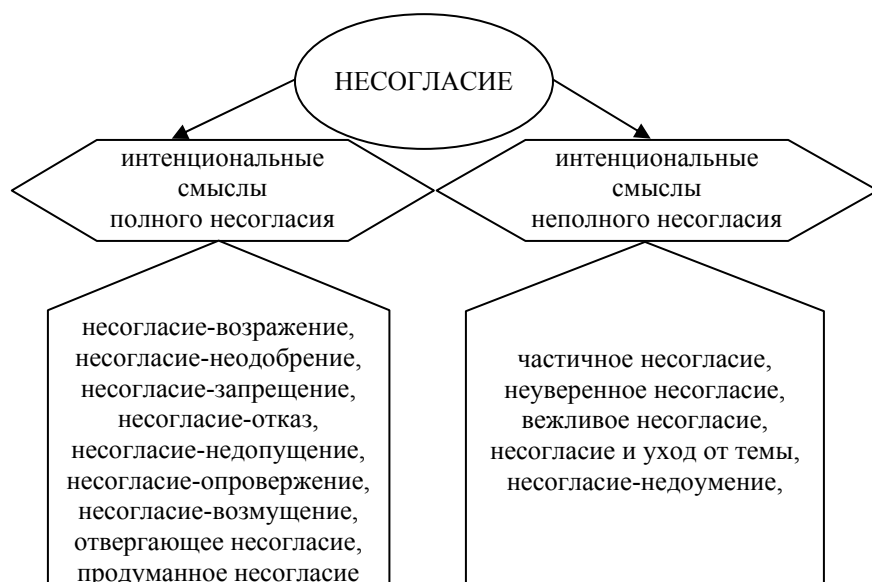 НЕСОГЛАСИЕ
интенциональные
смыслы
полного несогласия
интенциональные
смыслы
неполного несогласия
несогласие-возражение,
несогласие-неодобрение,
несогласие-запрещение,
несогласие-отказ,
несогласие-недопущение,
несогласие-опровержение,
несогласие-возмущение,
отвергающее несогласие,
продуманное несогласие
частичное несогласие,
неуверенное несогласие,
вежливое несогласие,
несогласие и уход от темы,
несогласие-недоумение,